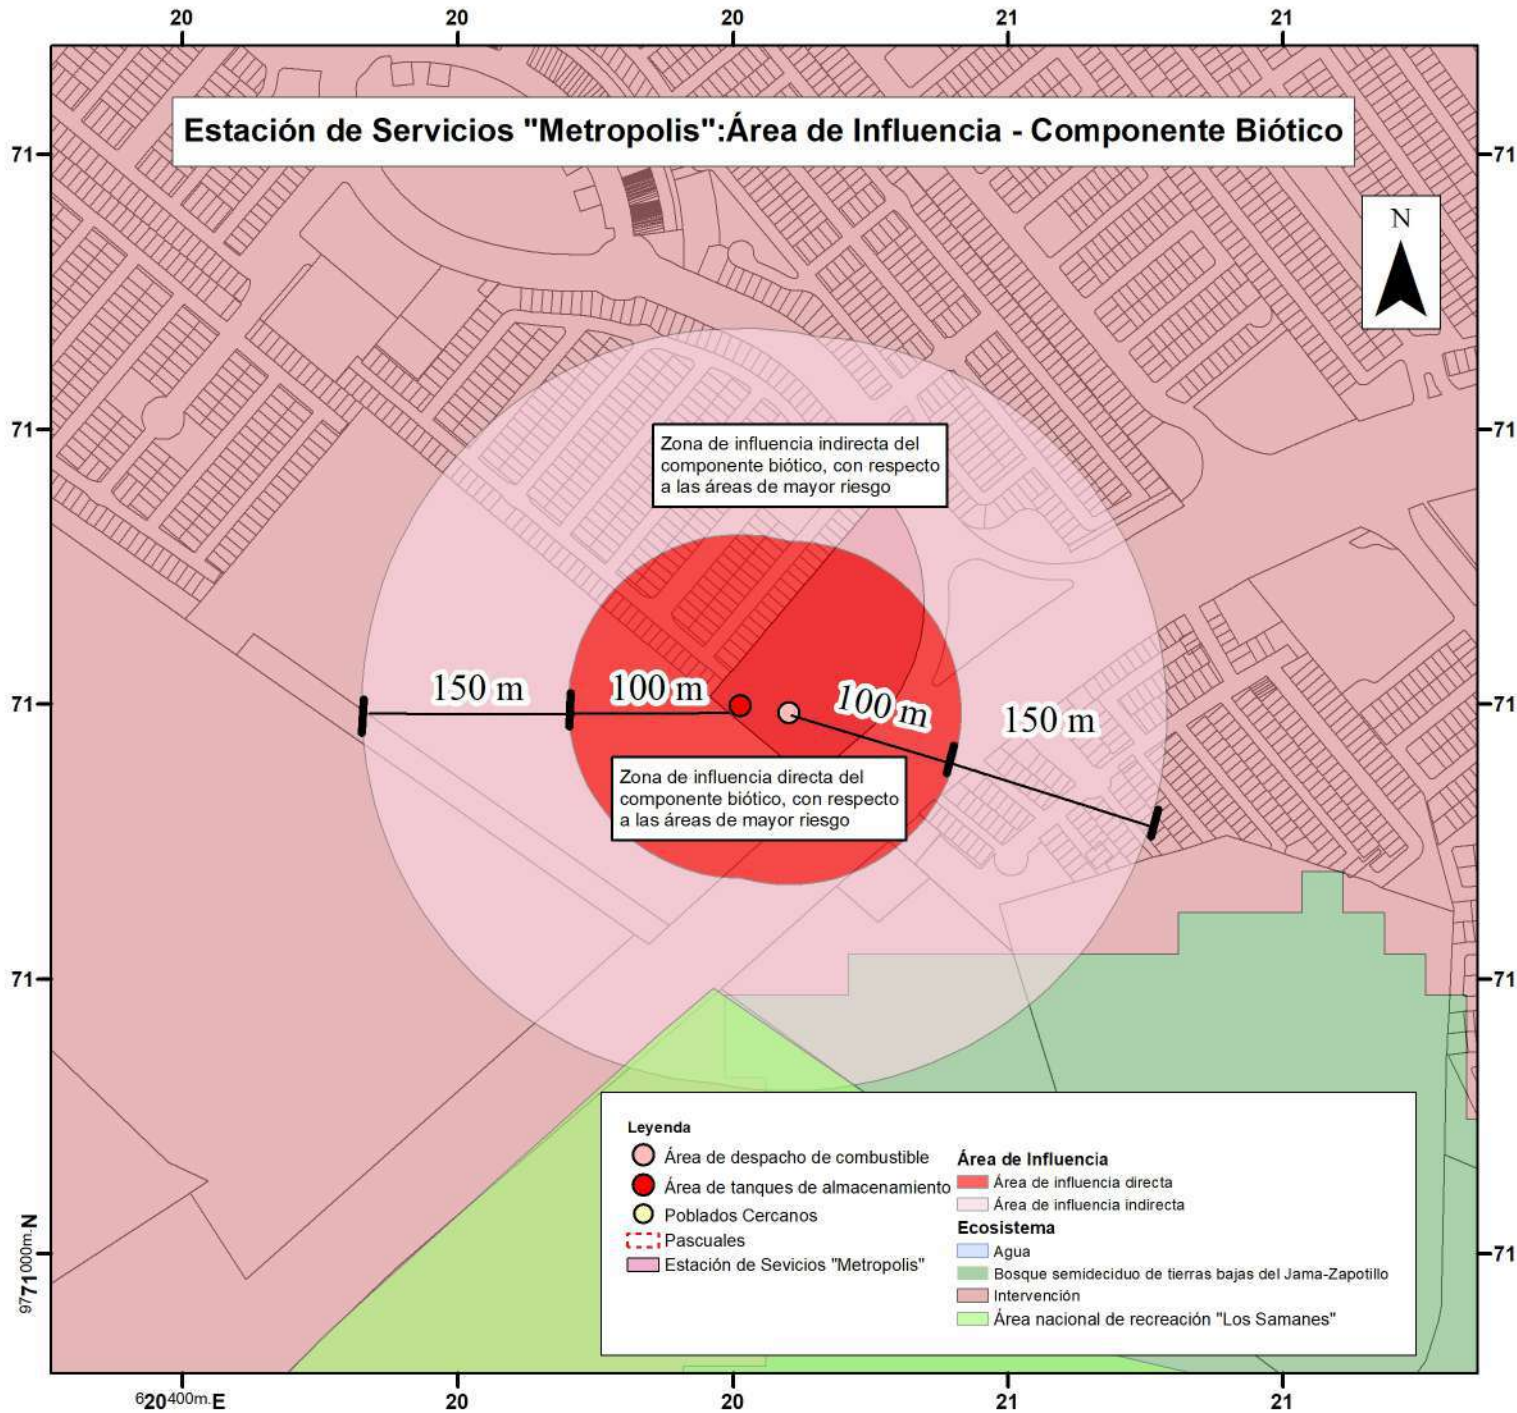 20 20 20 21 21
Estación de Servicios "Metropolis":Área de Influencia - Componente Biótico
71 71
N
71 71
Zona de influencia indirecta del
componente biótico, con respecto
a las áreas de mayor riesgo
150 m 100 m 100 m 150 m
71 71
Zona de influencia directa del
componente biótico, con respecto
a las áreas de mayor riesgo
71 71
Leyenda
Área de despacho de combustible
Área de tanques de almacenamiento
Poblados Cercanos
Pascuales
Estación de Sevicios "Metropolis"
Área de Influencia
Área de influencia directa
Área de influencia indirecta
Ecosistema
Agua
Bosque semideciduo de tierras bajas del Jama-Zapotillo
Intervención
Área nacional de recreación "Los Samanes"
9771000m.N 71
20400m.E 20 20 21 21